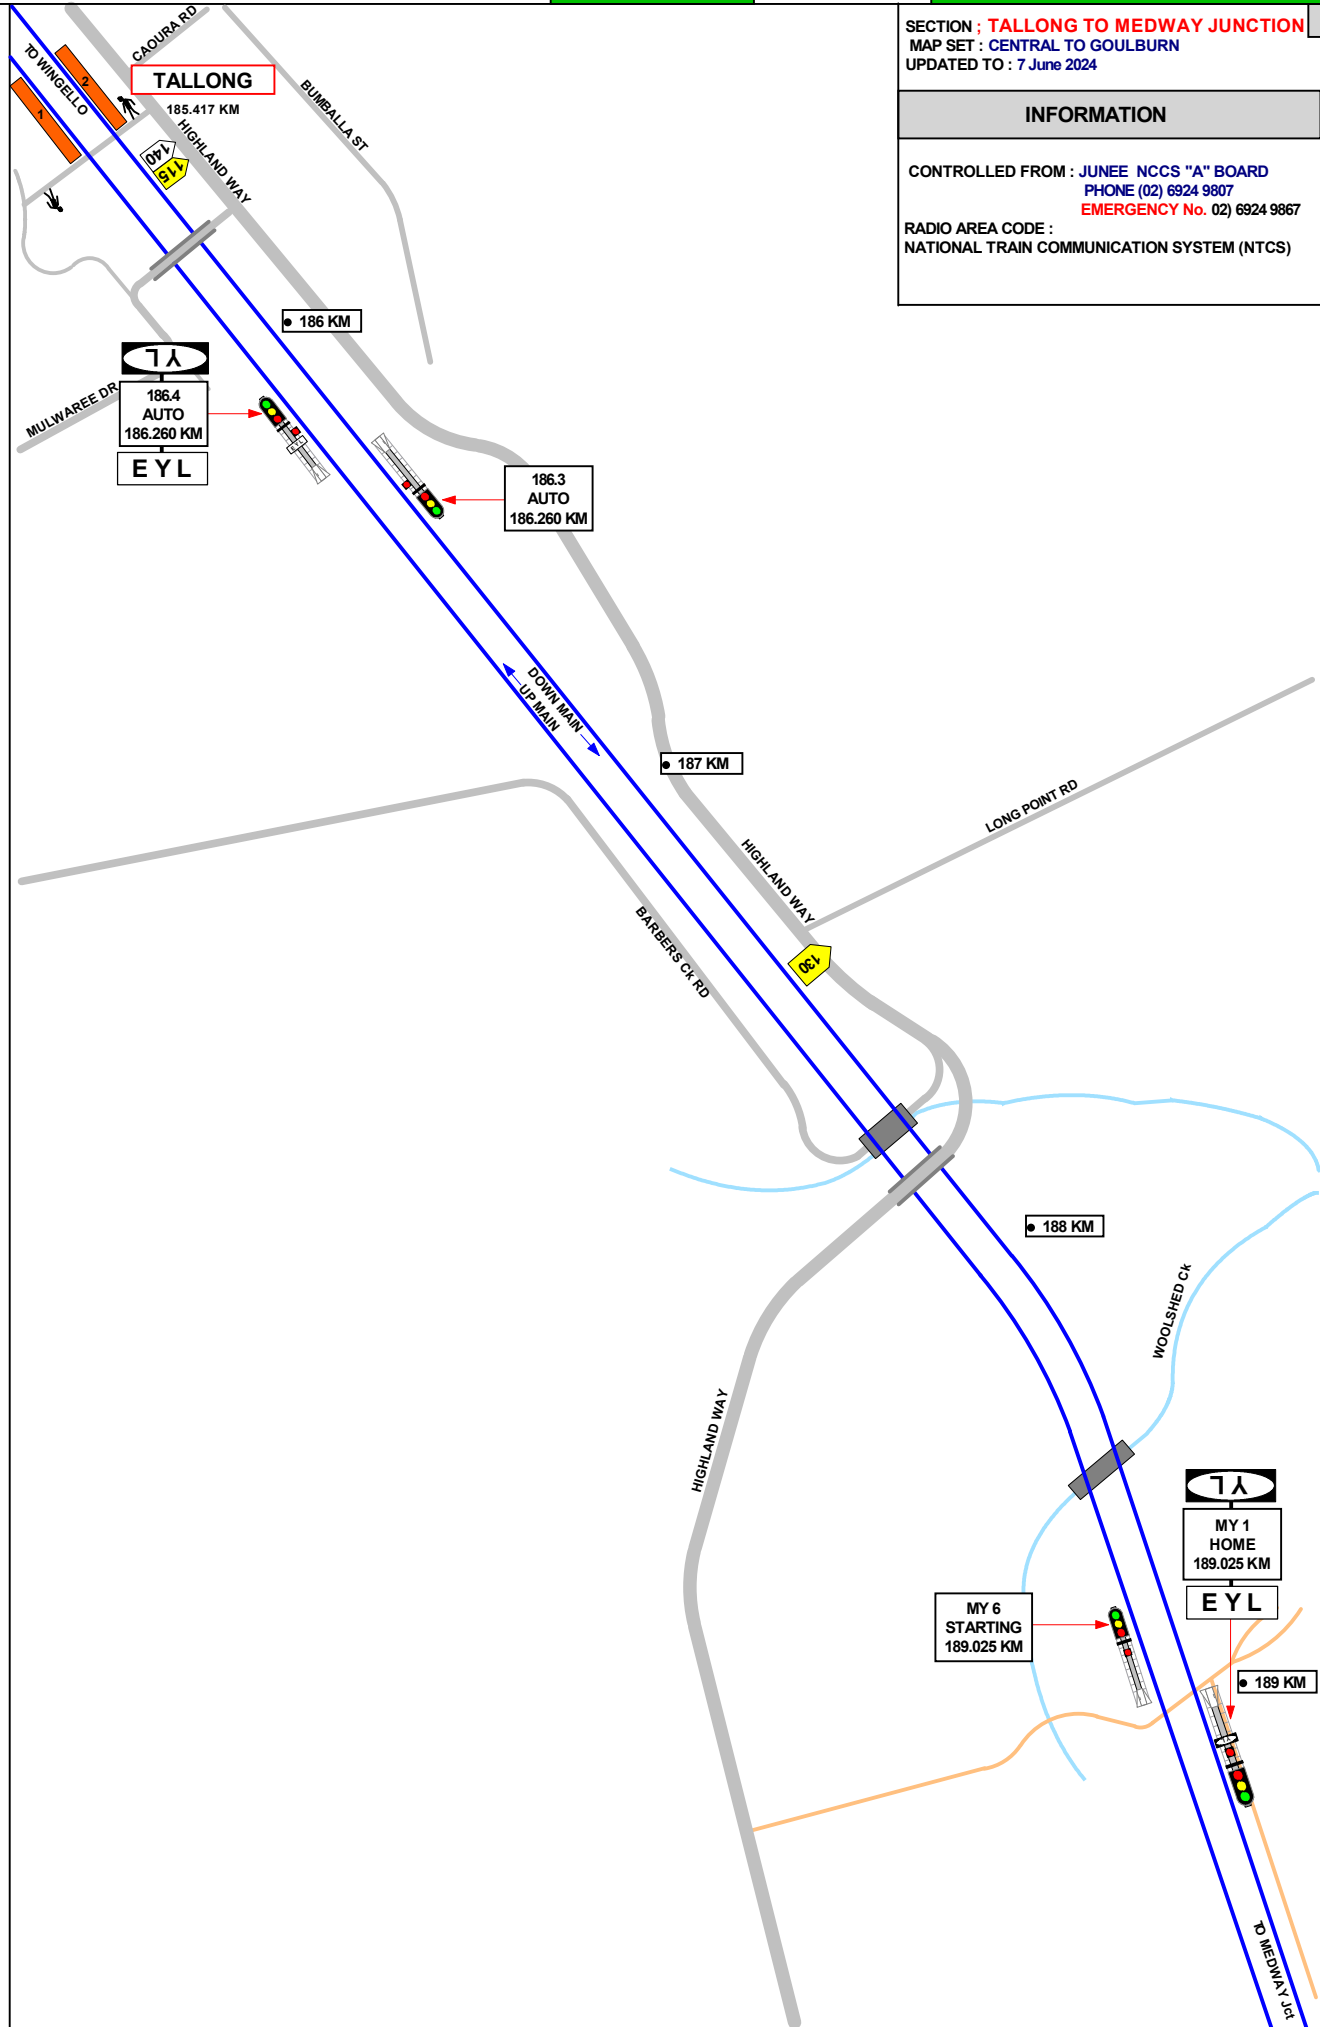 SECTION ; TALLONG TO MEDWAY JUNCTION
MAP SET : CENTRAL TO GOULBURN
UPDATED TO : 7 June 2024
INFORMATION
CONTROLLED FROM : JUNEE NCCS "A" BOARD
PHONE (02) 6924 9807
EMERGENCY No. 02) 6924 9867
RADIO AREA CODE :
NATIONAL TRAIN COMMUNICATION SYSTEM (NTCS)
CAOURA RD
TO WINGELLO
2
1
TALLONG
185.417 KM
BUMBALLA ST
HIGHLAND WAY
140
115
186 KM
YL
MULWAREE DR
186.4
AUTO
186.260 KM
E Y L
186.3
AUTO
186.260 KM
DOWN MAIN
UP MAIN
187 KM
LONG POINT RD
HIGHLAND WAY
BARBERS Ck RD
130
188 KM
WOOLSHED Ck
HIGHLAND WAY
YL
MY 1
HOME
189.025 KM
E Y L
MY 6
STARTING
189.025 KM
189 KM
TO MEDWAY Jct